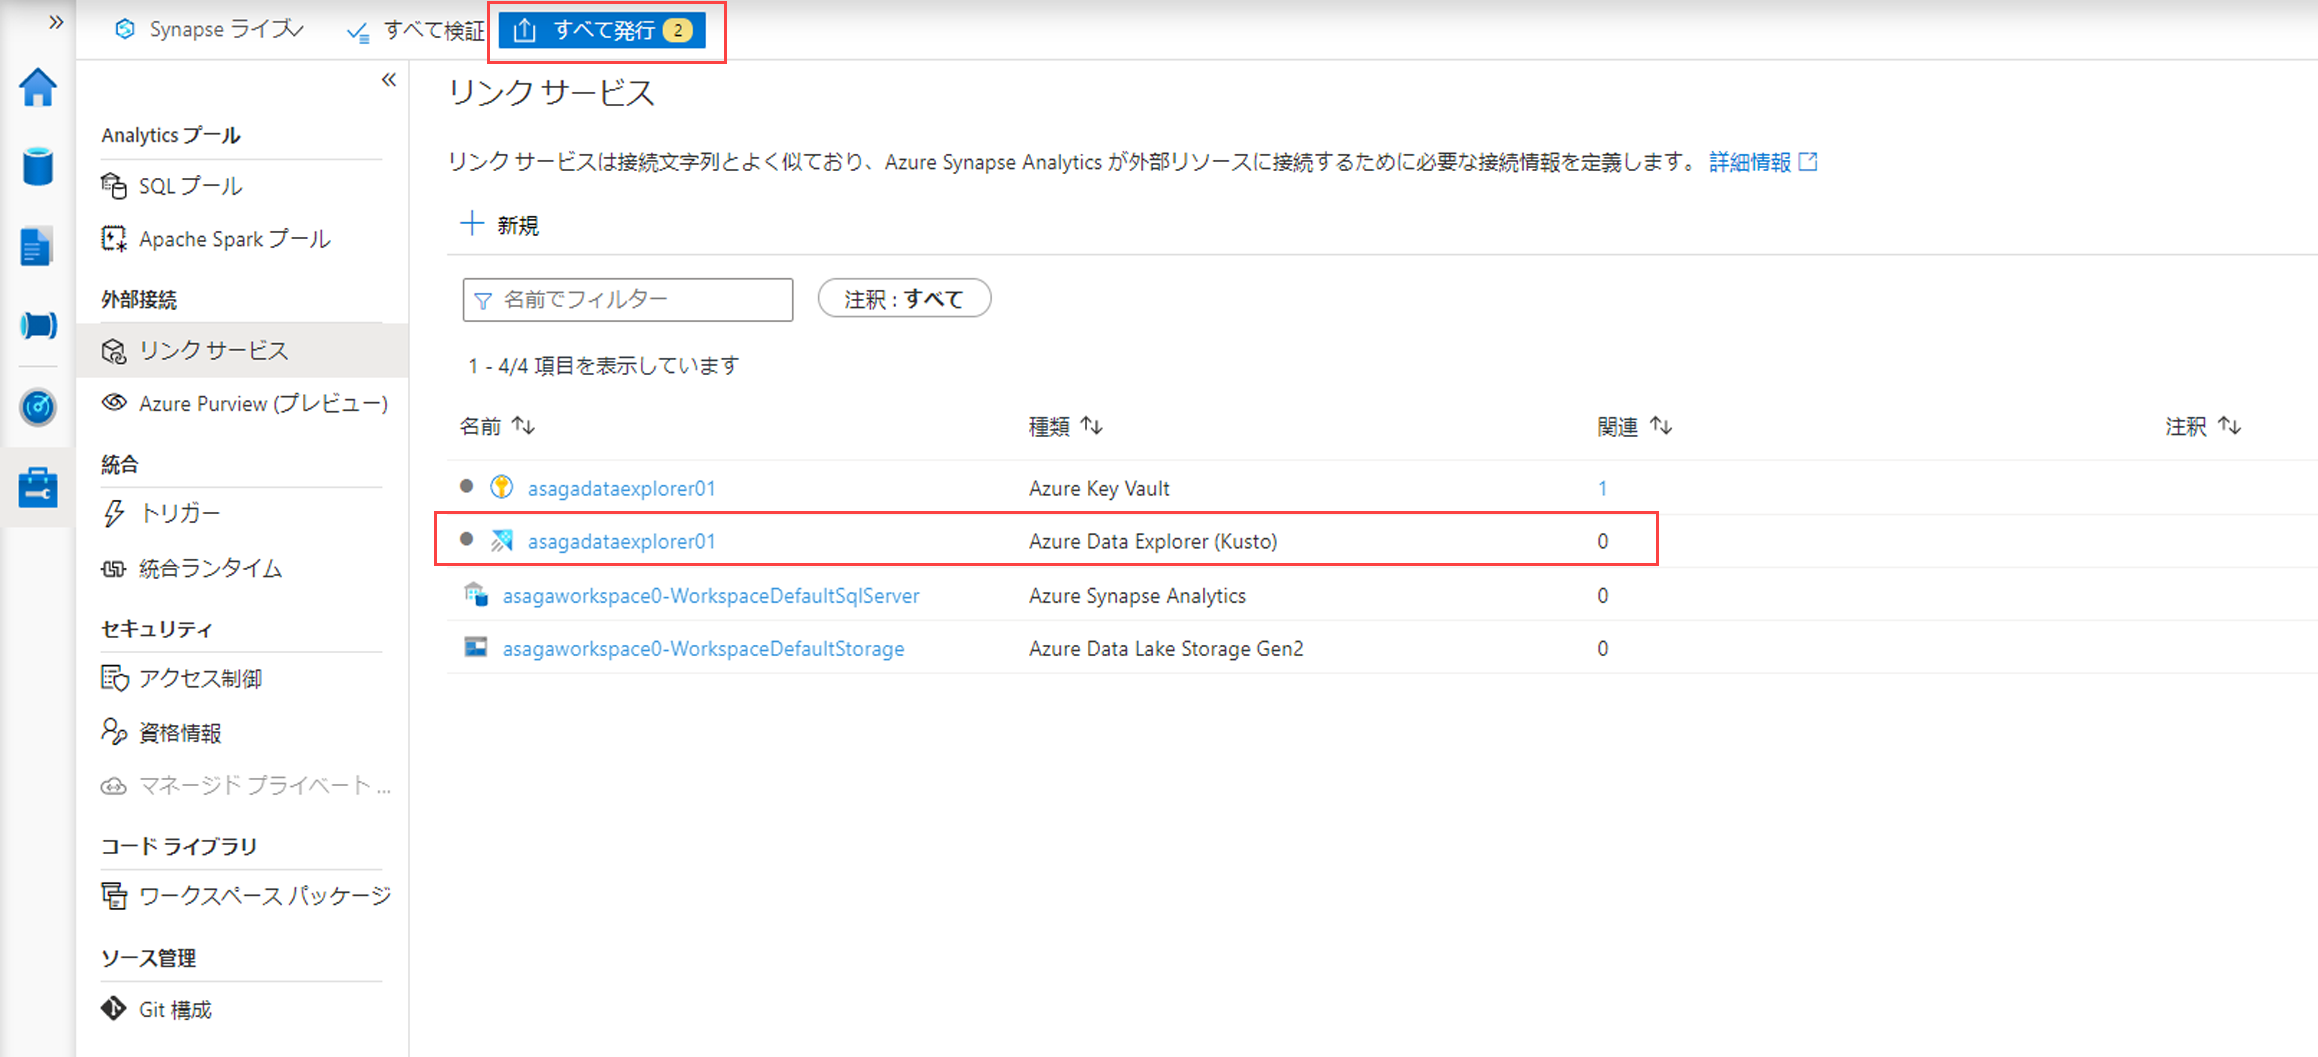 Synapse ライブ
すべて検証
すべて発行 2
Analytics プール
SQL プール
Apache Spark プール
外部接続
リンク サービス
Azure Purview (プレビュー)
統合
トリガー
統合ランタイム
セキュリティ
アクセス制御
資格情報
マネージド プライベート ...
コード ライブラリ
ワークスペース パッケージ
ソース管理
Git 構成
リンク サービス
リンク サービスは接続文字列とよく似ており、Azure Synapse Analytics が外部リソースに接続するために必要な接続情報を定義します。 詳細情報
新規
名前でフィルター
注釈 : すべて
1 - 4/4 項目を表示しています
名前 種類 関連 注釈
asagadataexplorer01 Azure Key Vault 1
asagadataexplorer01 Azure Data Explorer (Kusto) 0
asagaworkspace0-WorkspaceDefaultSqlServer Azure Synapse Analytics 0
asagaworkspace0-WorkspaceDefaultStorage Azure Data Lake Storage Gen2 0